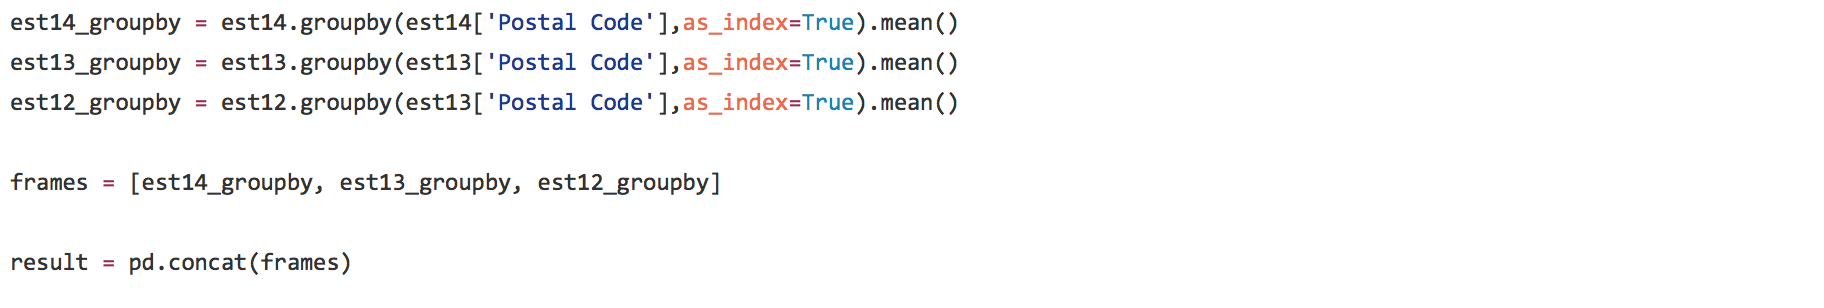 est14_groupby = est14.groupby(est14['Postal Code'],as_index=True).mean()
est13_groupby = est13.groupby(est13['Postal Code'],as_index=True).mean()
est12_groupby = est12.groupby(est13['Postal Code'],as_index=True).mean()
frames = [est14_groupby, est13_groupby, est12_groupby]
result = pd.concat(frames)